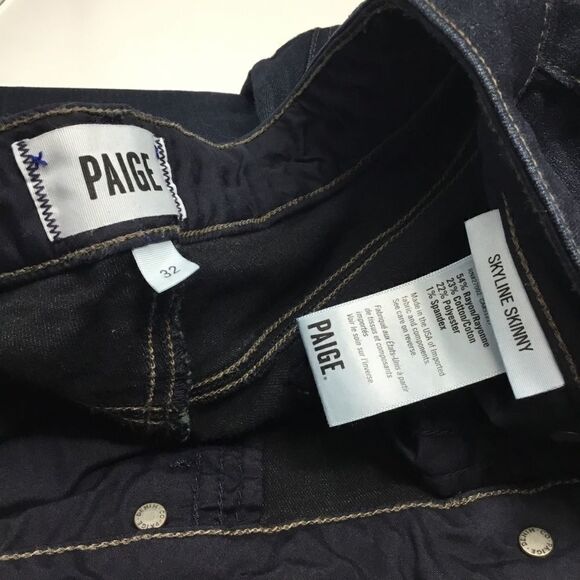 PAIGE
32
SKYLINE SKINNY
54% Rayon/Rayonne
23% Cotton/Coton
22% Polyester
1% Spandex
Made in the USA of Imported
fabric and components
See care on reverse
Fabriqué aux États-Unis à partir
de tissus et composants
importés
Voir le soin sur l'inverse
PAIGE®